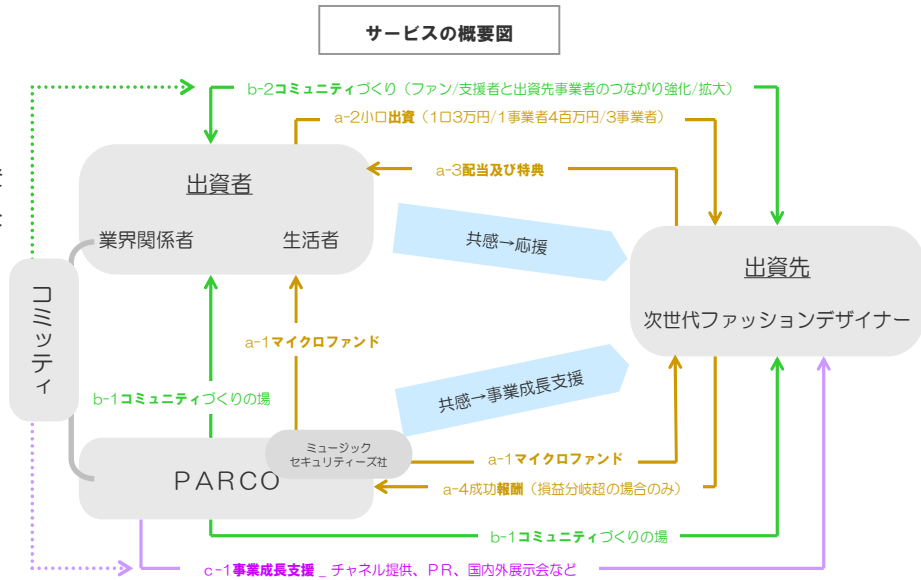 サービスの概要図
b-2コミュニティづくり（ファン/支援者と出資先事業者のつながり強化/拡大）
a-2小口出資（1口3万円/1事業者4百万円/3事業者）
a-3配当及び特典
出資者
業界関係者
生活者
共感→応援
出資先
次世代ファッションデザイナー
コミッティ
a-1マイクロファンド
共感→事業成長支援
b-1コミュニティづくりの場
ミュージック
セキュリティーズ社
PARCO
a-1マイクロファンド
a-4成功報酬（損益分岐超の場合のみ）
b-1コミュニティづくりの場
c-1事業成長支援 _ チャネル提供、PR、国内外展示会など